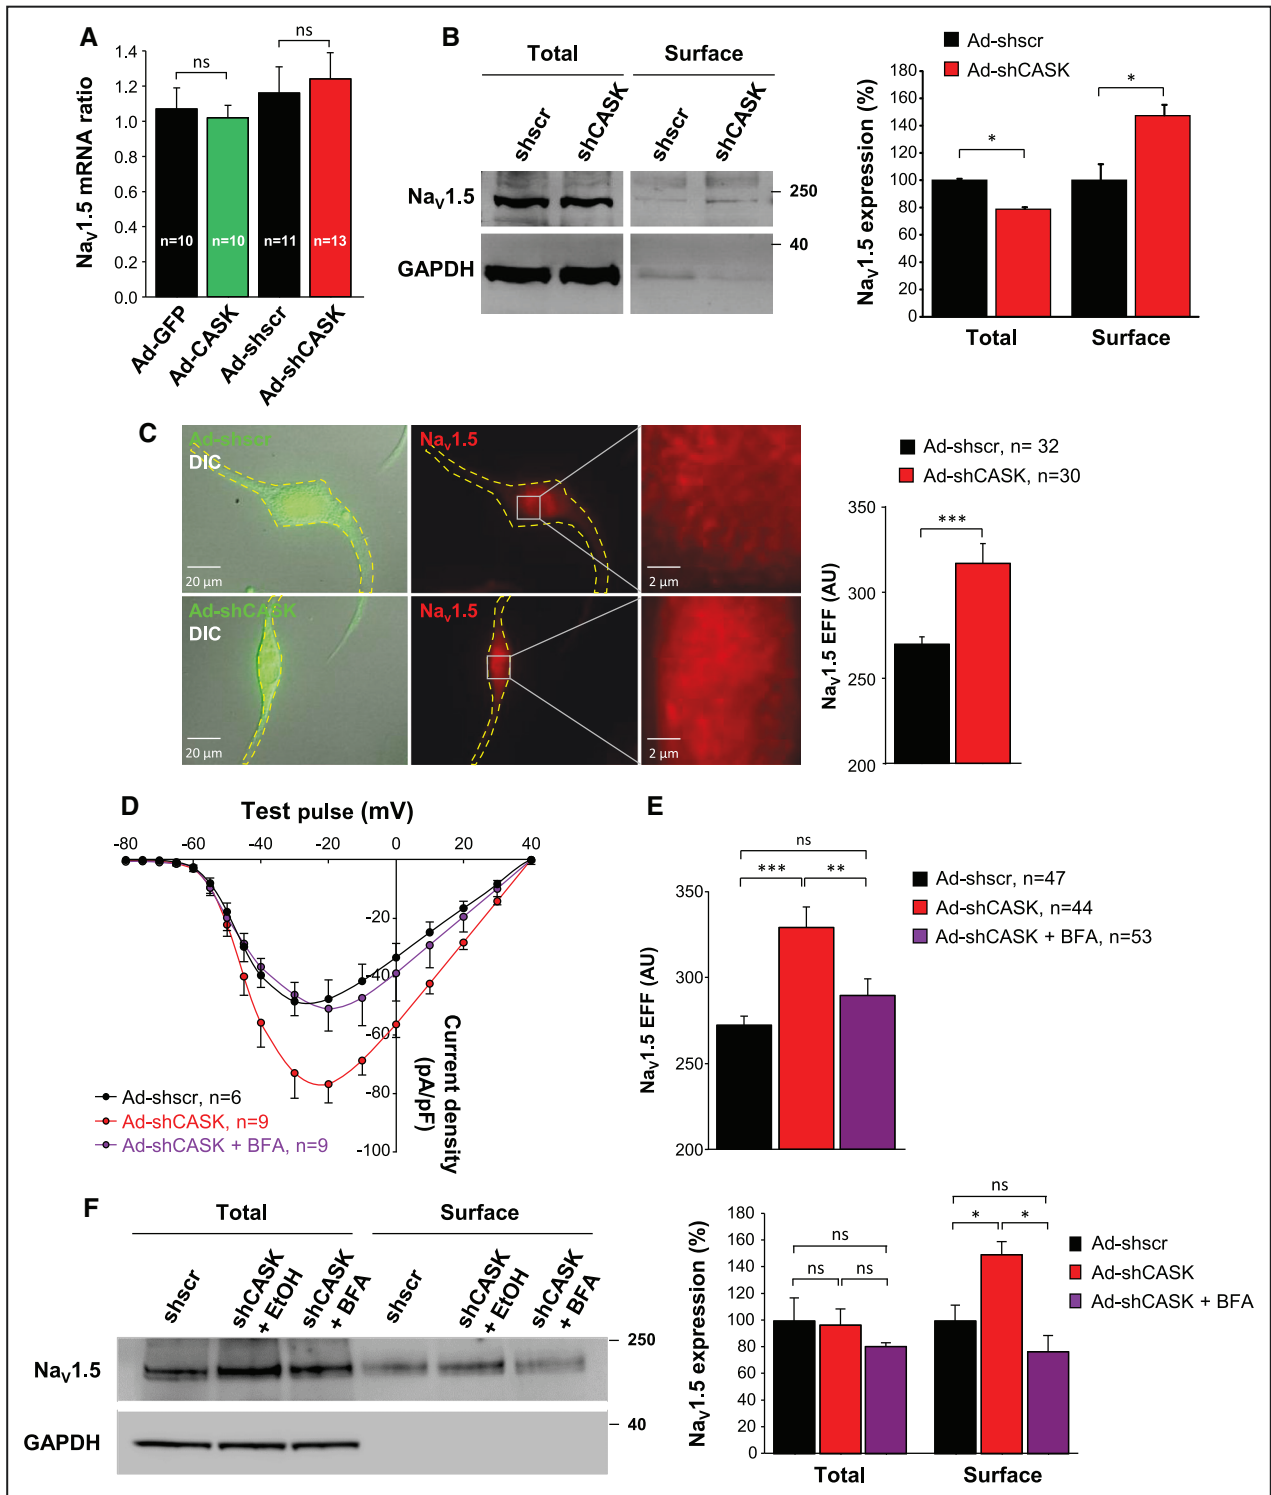 A
ns
ns
1.4
1.2
1.0
0.8
0.6
0.4
0.2
0.0
Na_V1.5 mRNA ratio
n=10
n=10
n=11
n=13
Ad-GFP
Ad-CASK
Ad-shscr
Ad-shCASK
B
Total
Surface
shscr
shCASK
shscr
shCASK
Na_V1.5
250
40
GAPDH
Ad-shscr
Ad-shCASK
180
160
140
120
100
80
60
40
20
0
Na_V1.5 expression (%)
*
*
Total
Surface
C
Ad-shscr
DIC
20 µm
Na_V1.5
2 µm
Ad-shCASK
DIC
20 µm
Na_V1.5
2 µm
Ad-shscr, n= 32
Ad-shCASK, n=30
350
300
250
200
Na_V1.5 EFF (AU)
***
D
Test pulse (mV)
-80
-60
-40
-20
0
20
40
-20
-40
-60
-80
-100
Current density
(pA/pF)
Ad-shscr, n=6
Ad-shCASK, n=9
Ad-shCASK + BFA, n=9
E
ns
***
**
350
300
250
200
Na_V1.5 EFF (AU)
Ad-shscr, n=47
Ad-shCASK, n=44
Ad-shCASK + BFA, n=53
F
Total
Surface
shscr
shCASK
+ EtOH
shCASK
+ BFA
shscr
shCASK
+ EtOH
shCASK
+ BFA
250
Na_V1.5
40
GAPDH
180
160
140
120
100
80
60
40
20
0
Na_V1.5 expression (%)
ns
ns
ns
ns
*
*
Total
Surface
Ad-shscr
Ad-shCASK
Ad-shCASK + BFA